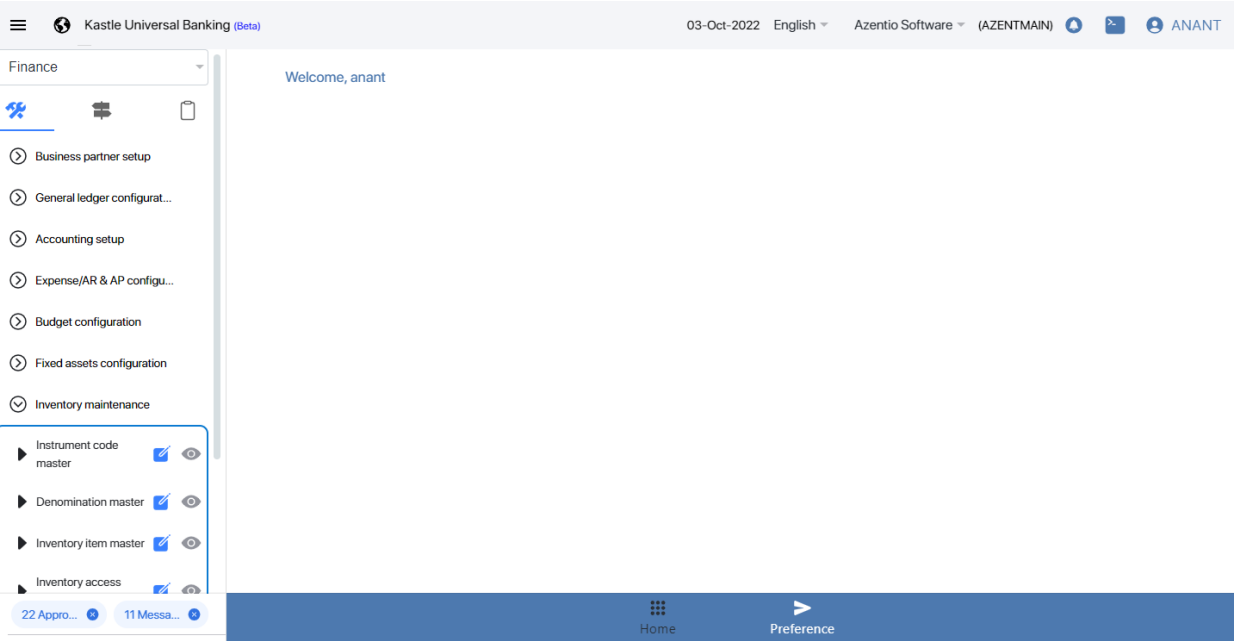 Kastle Universal Banking (Beta) 03-Oct-2022 English Azentio Software (AZENTMAIN) ANANT
Finance
Welcome, anant
Business partner setup
General ledger configurat...
Accounting setup
Expense/AR & AP configu...
Budget configuration
Fixed assets configuration
Inventory maintenance
Instrument code
master
Denomination master
Inventory item master
Inventory access
22 Appro... 11 Messa...
Home Preference